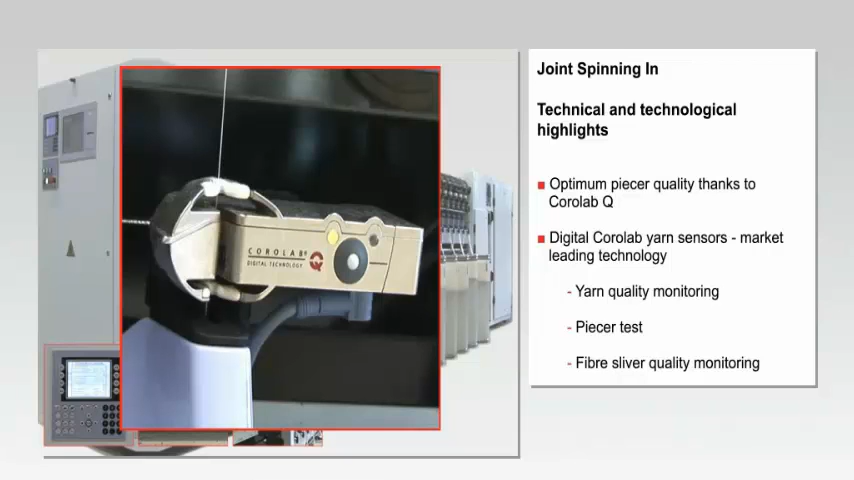 Joint Spinning In
Technical and technological
highlights
Optimum piecer quality thanks to
Corolab Q
Digital Corolab yarn sensors - market
leading technology
- Yarn quality monitoring
- Piecer test
- Fibre sliver quality monitoring
COROLAB®
DIGITAL TECHNOLOGY
Q